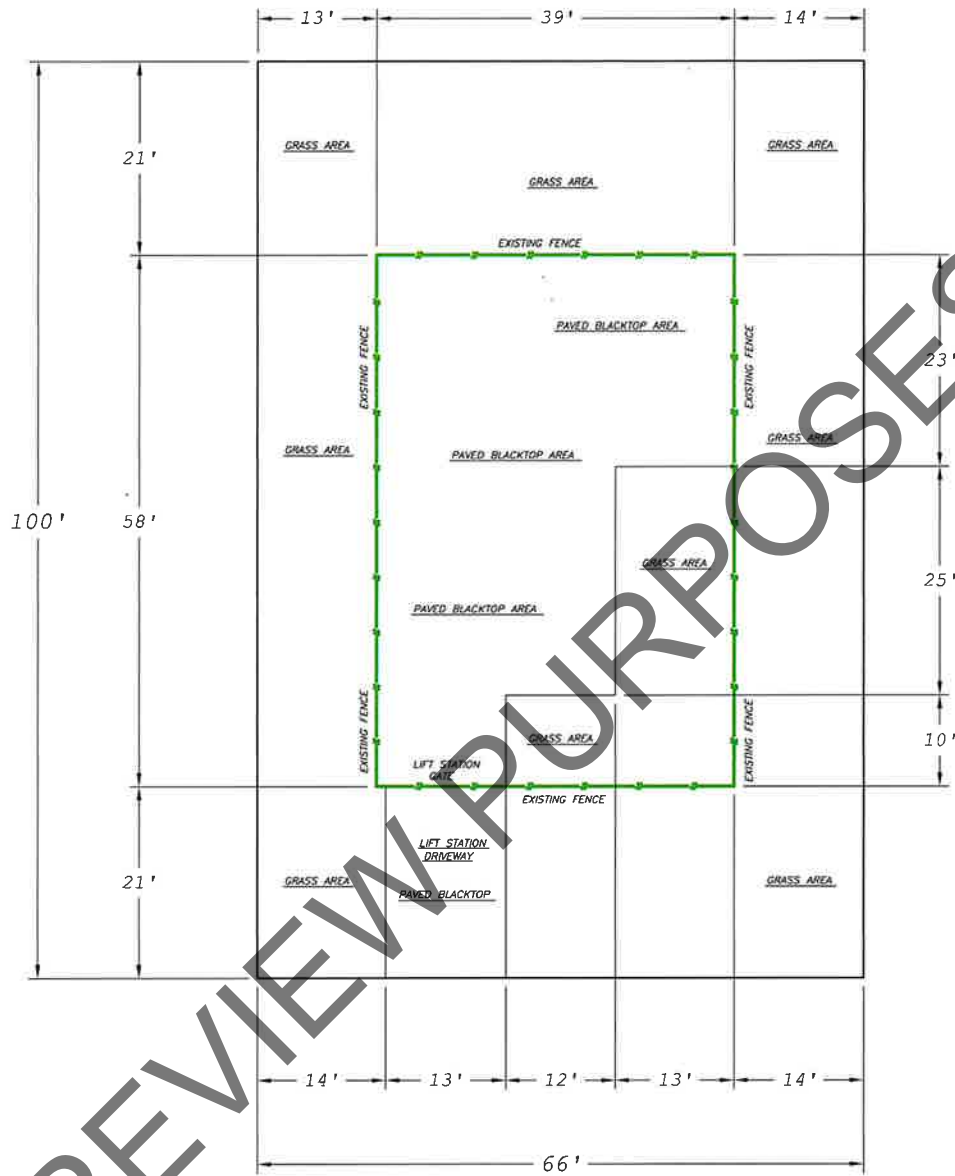 13' 39' 14'
21'
GRASS AREA
GRASS AREA
GRASS AREA
EXISTING FENCE
PAVED BLACKTOP AREA
EXISTING FENCE
EXISTING FENCE
23'
GRASS AREA
PAVED BLACKTOP AREA
GRASS AREA
100'
58'
GRASS AREA
25'
PAVED BLACKTOP AREA
EXISTING FENCE
EXISTING FENCE
GRASS AREA
10'
LIFT STATION
GATE
EXISTING FENCE
LIFT STATION
DRIVEWAY
21'
GRASS AREA
PAVED BLACKTOP
GRASS AREA
14' 13' 12' 13' 14'
66'
REVIEW PURPOSES